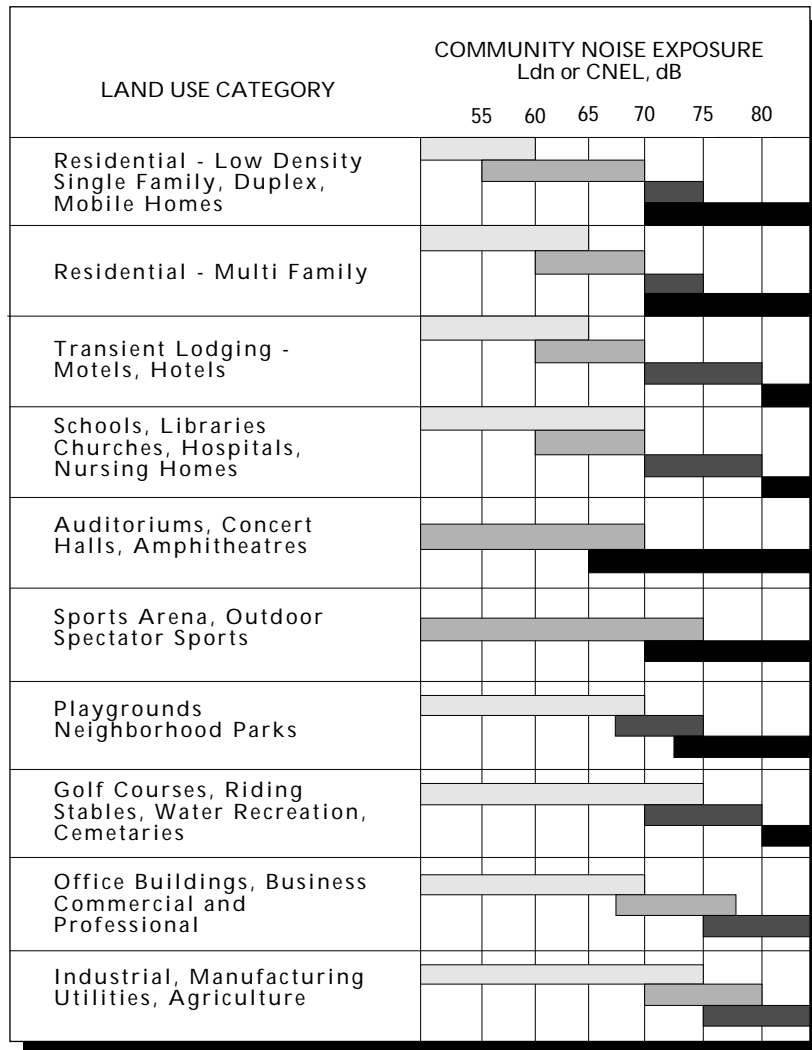 LAND USE CATEGORY
COMMUNITY NOISE EXPOSURE
Ldn or CNEL, dB
55 60 65 70 75 80
Residential - Low Density
Single Family, Duplex,
Mobile Homes
Residential - Multi Family
Transient Lodging -
Motels, Hotels
Schools, Libraries
Churches, Hospitals,
Nursing Homes
Auditoriums, Concert
Halls, Amphitheatres
Sports Arena, Outdoor
Spectator Sports
Playgrounds
Neighborhood Parks
Golf Courses, Riding
Stables, Water Recreation,
Cemetaries
Office Buildings, Business
Commercial and
Professional
Industrial, Manufacturing
Utilities, Agriculture